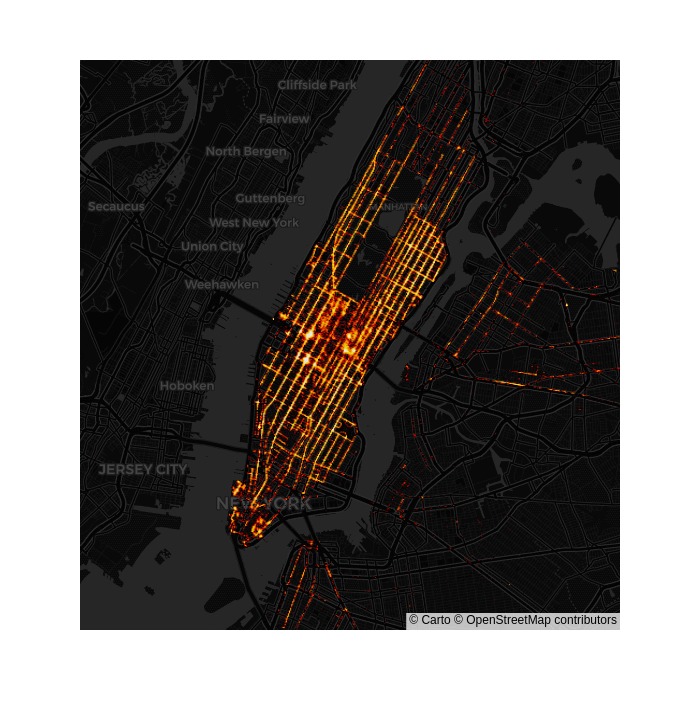 Cliffside Park
Fairview
North Bergen
Guttenberg
Secaucus
MANHATTAN
West New York
Union City
Weehawken
Hoboken
JERSEY CITY
NEW YORK
© Carto © OpenStreetMap contributors